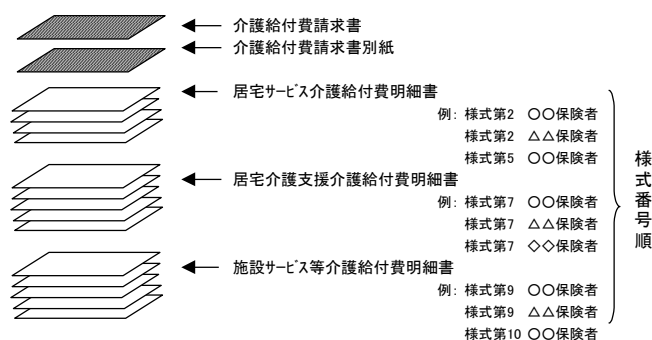 介護給付費請求書
介護給付費請求書別紙
居宅サービス介護給付費明細書
例: 様式第2 〇〇保険者
様式第2 △△保険者
様式第5 〇〇保険者
居宅介護支援介護給付費明細書
例: 様式第7 〇〇保険者
様式第7 △△保険者
様式第7 ◇◇保険者
施設サービス等介護給付費明細書
例: 様式第9 〇〇保険者
様式第9 △△保険者
様式第10 〇〇保険者
様式番号順